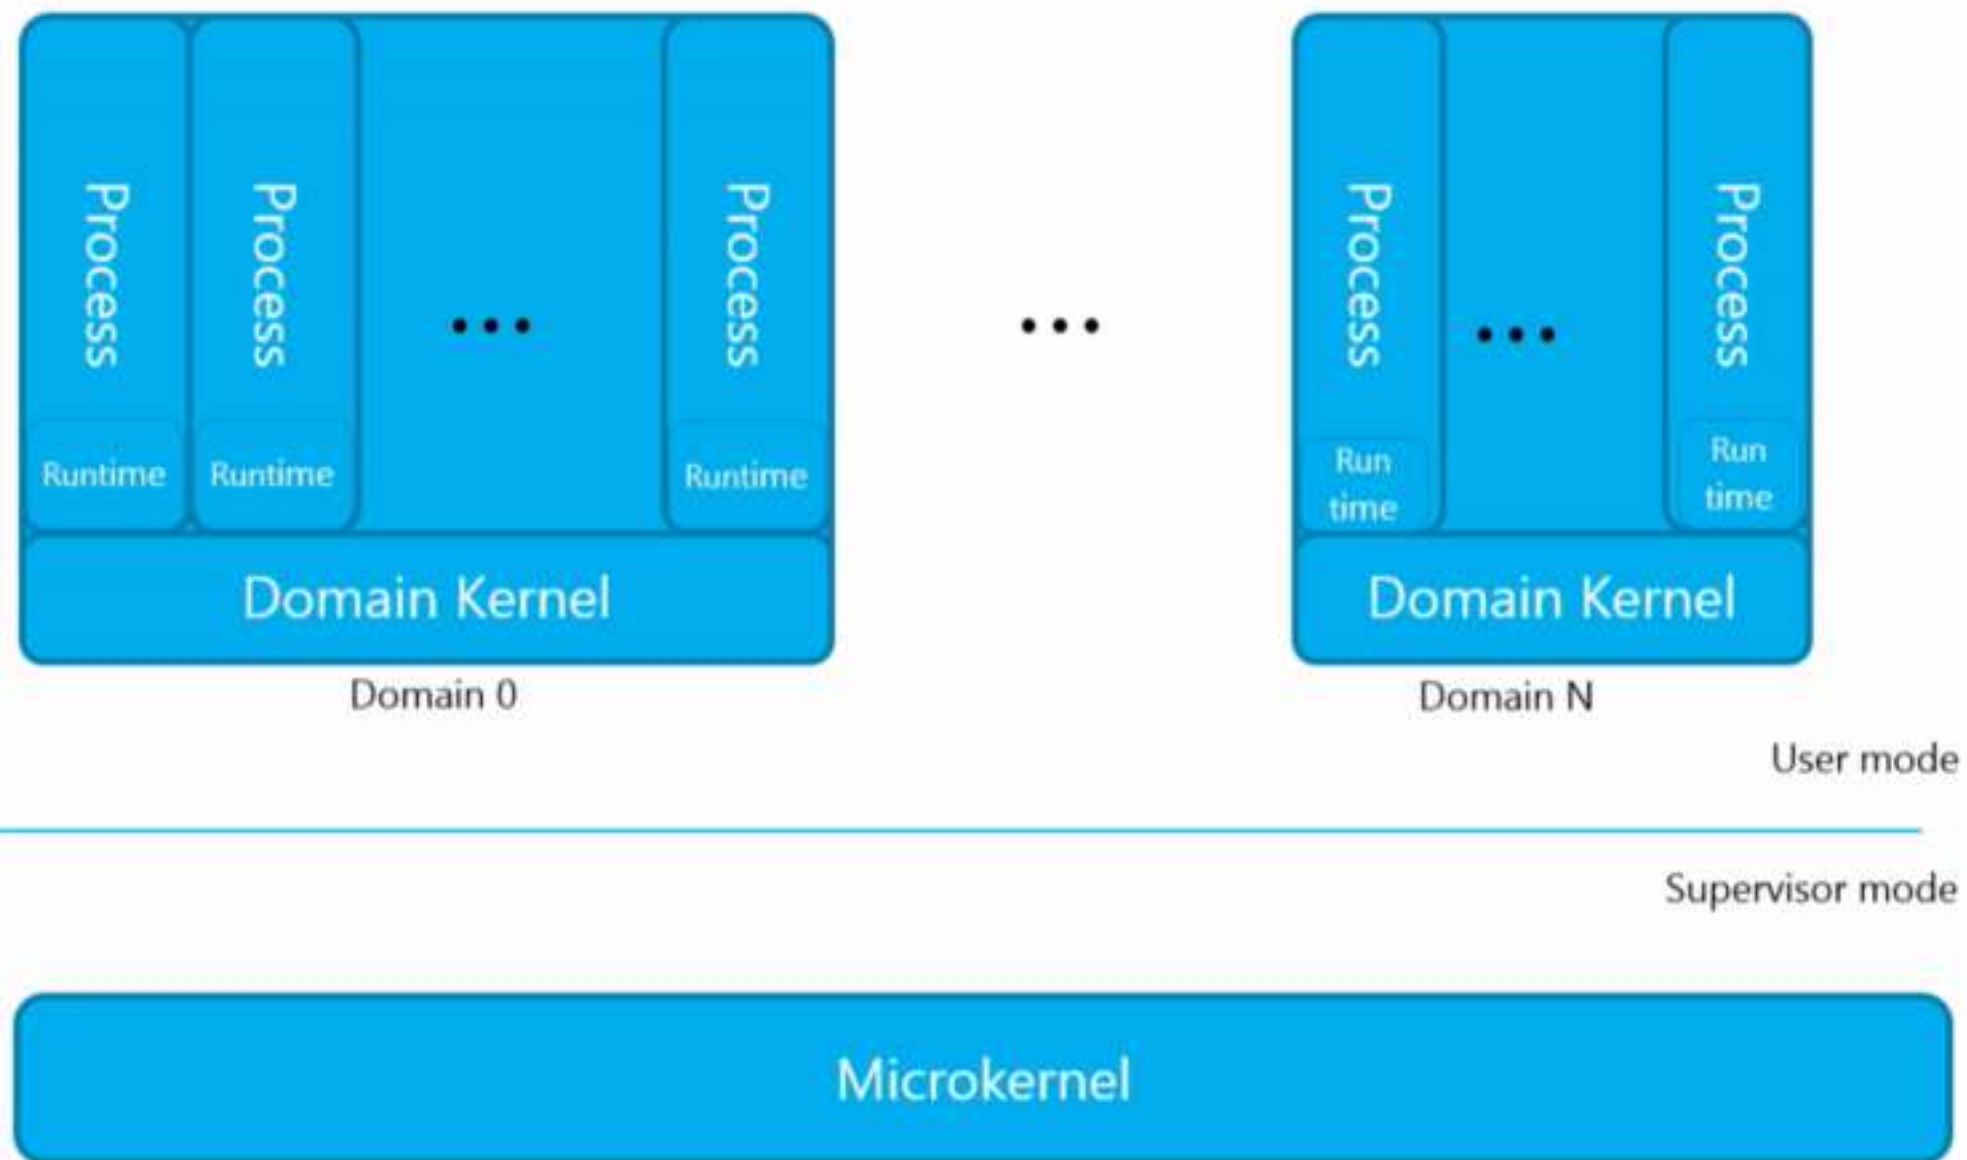 Process
Process
...
Process
...
Process
...
Process
Runtime
Runtime
Runtime
Run
time
Run
time
Domain Kernel
Domain Kernel
Domain 0
Domain N
User mode
Supervisor mode
Microkernel